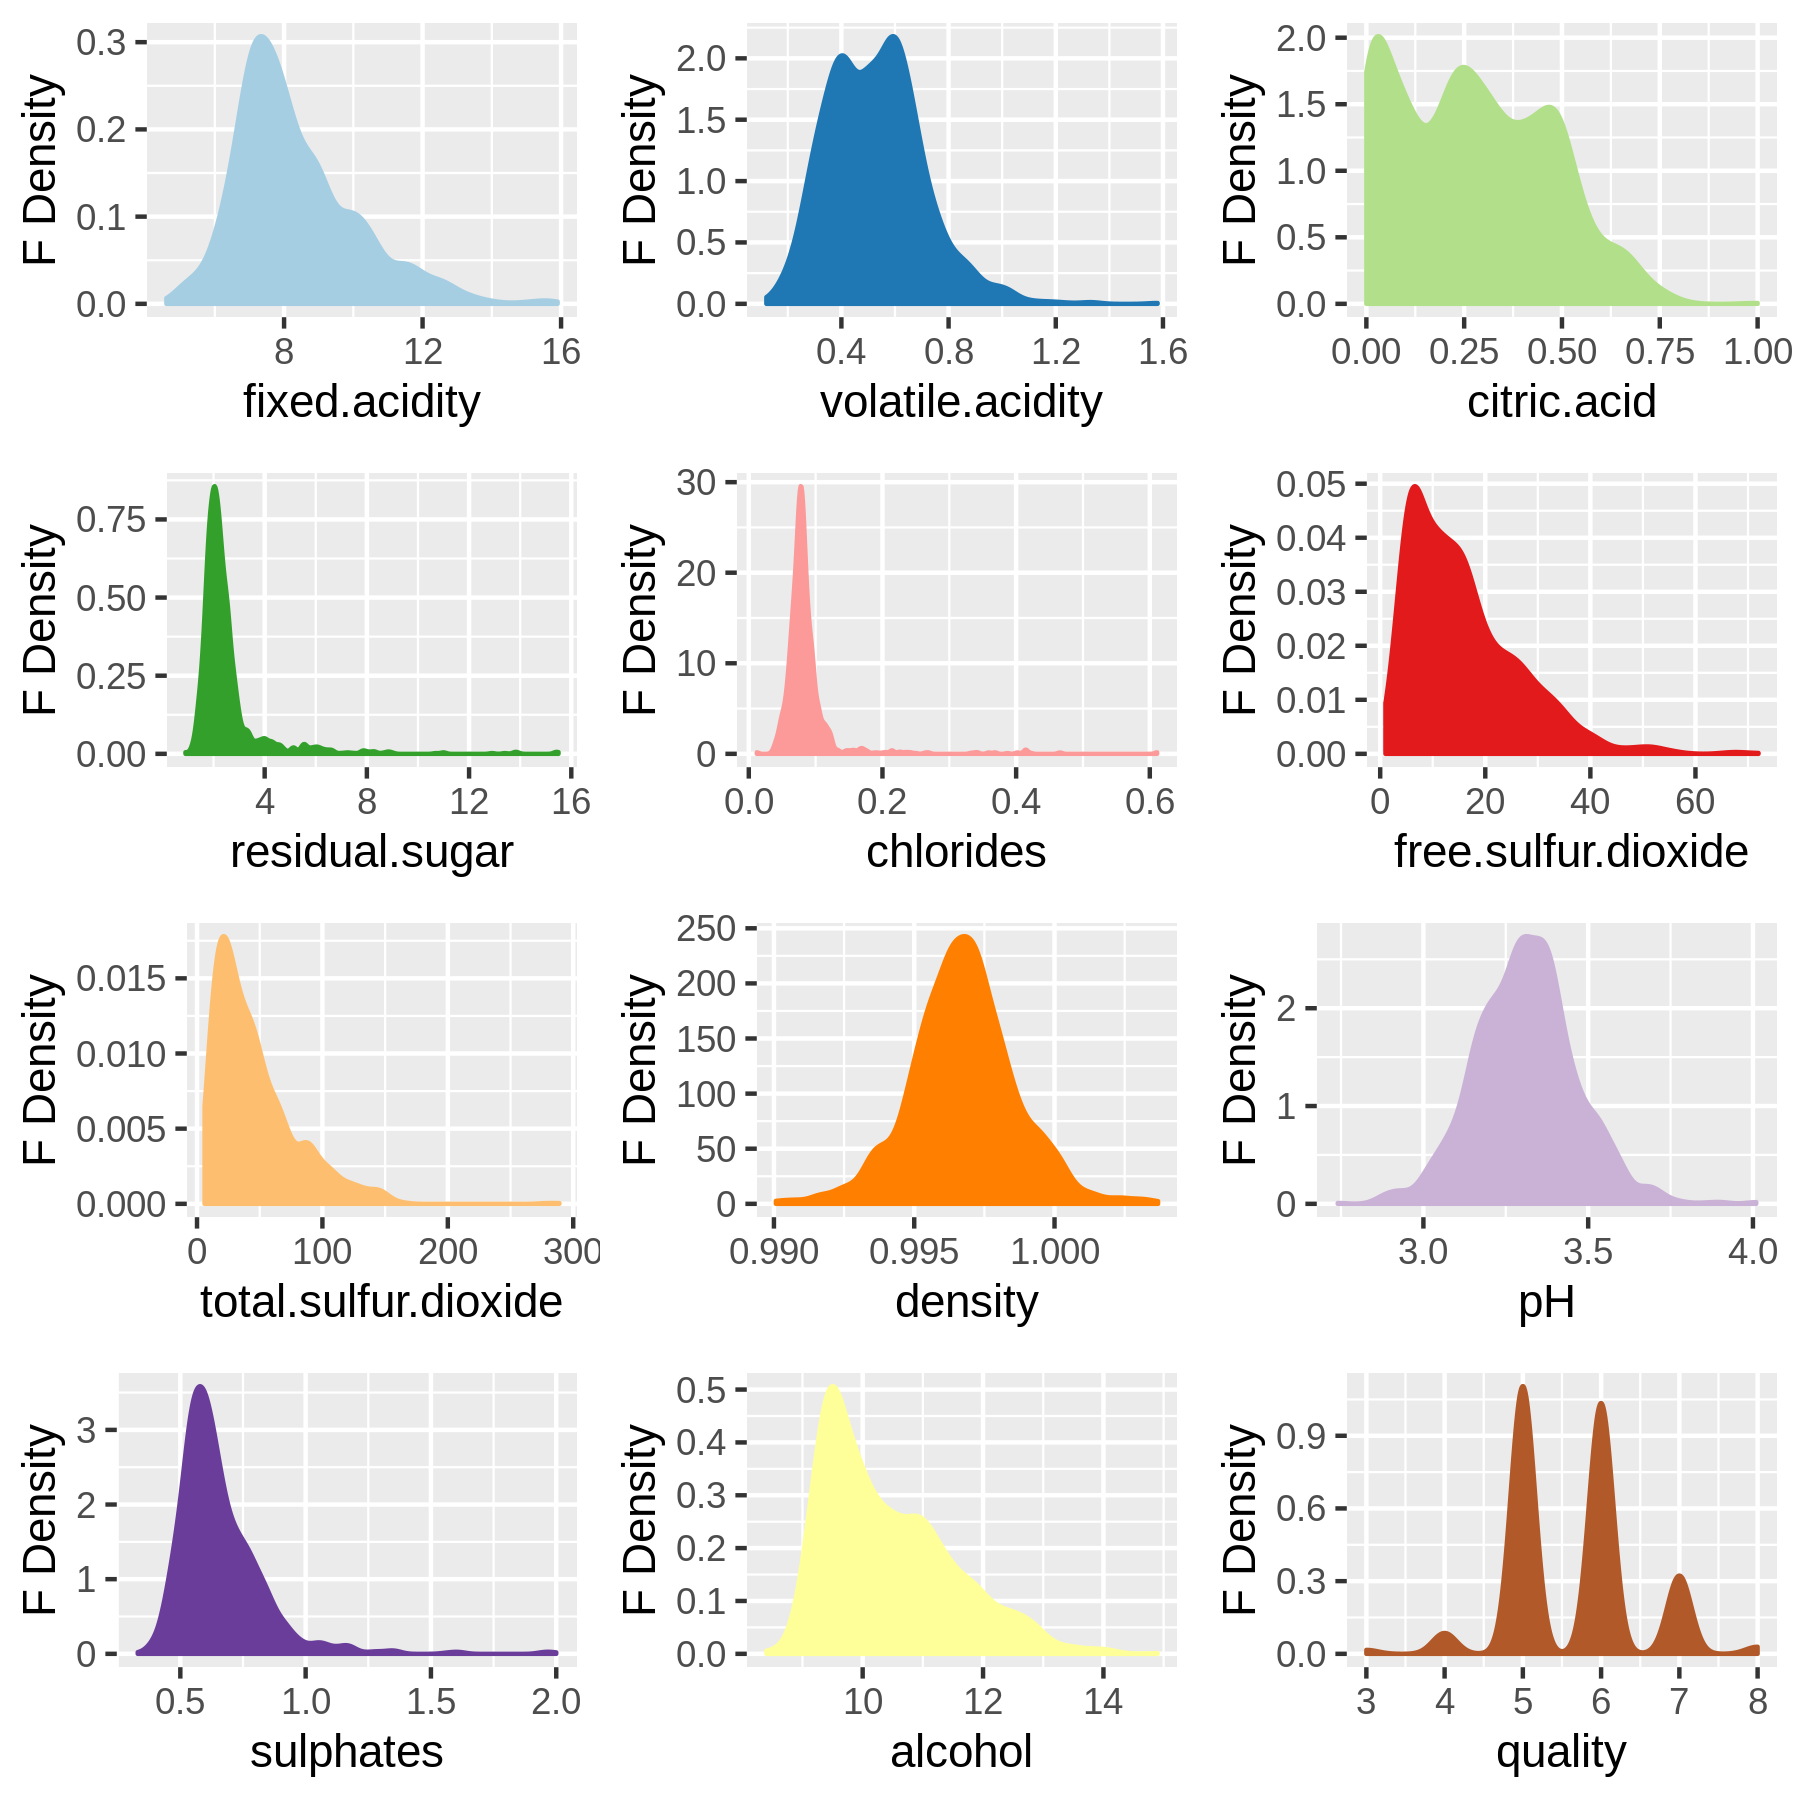 F Density
0.3
0.2
0.1
0.0
8 12 16
fixed.acidity
F Density
2.0
1.5
1.0
0.5
0.0
0.4 0.8 1.2 1.6
volatile.acidity
F Density
2.0
1.5
1.0
0.5
0.0
0.00 0.25 0.50 0.75 1.00
citric.acid
F Density
0.75
0.50
0.25
0.00
4 8 12 16
residual.sugar
F Density
30
20
10
0
0.0 0.2 0.4 0.6
chlorides
F Density
0.05
0.04
0.03
0.02
0.01
0.00
0 20 40 60
free.sulfur.dioxide
F Density
0.015
0.010
0.005
0.000
0 100 200 300
total.sulfur.dioxide
F Density
250
200
150
100
50
0
0.990 0.995 1.000
density
F Density
2
1
0
3.0 3.5 4.0
pH
F Density
3
2
1
0
0.5 1.0 1.5 2.0
sulphates
F Density
0.5
0.4
0.3
0.2
0.1
0.0
10 12 14
alcohol
F Density
0.9
0.6
0.3
0.0
3 4 5 6 7 8
quality